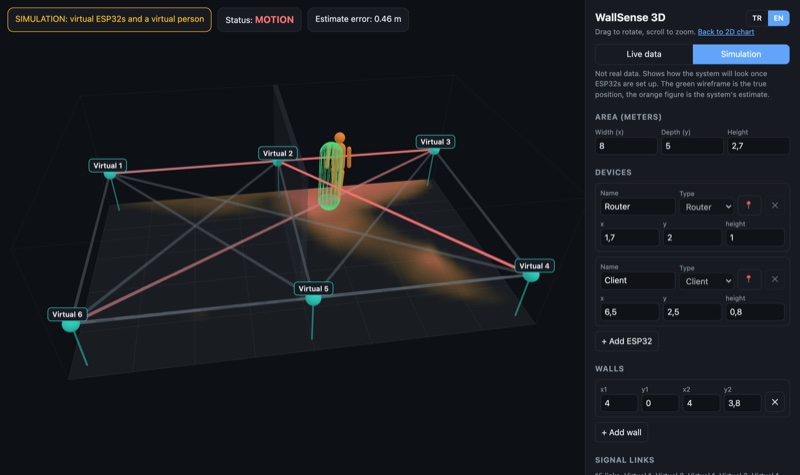 SIMULATION: virtual ESP32s and a virtual person
Status: MOTION
Estimate error: 0.46 m
Virtual 1
Virtual 2
Virtual 3
Virtual 4
Virtual 5
Virtual 6
WallSense 3D
TR
EN
Drag to rotate, scroll to zoom. Back to 2D chart
Live data
Simulation
Not real data. Shows how the system will look once
ESP32s are set up. The green wireframe is the true
position, the orange figure is the system's estimate.
AREA (METERS)
Width (x)
Depth (y)
Height
8
5
2,7
DEVICES
Name
Type
Router
Router
x
y
height
1,7
2
1
Name
Type
Client
Client
x
y
height
6,5
2,5
0,8
+ Add ESP32
WALLS
x1
y1
x2
y2
4
0
4
3,8
+ Add wall
SIGNAL LINKS